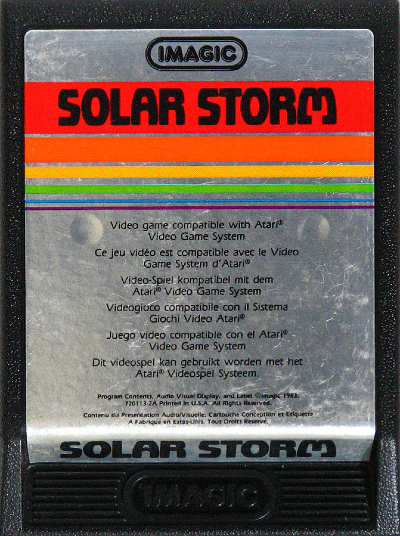 IMAGIC
SOLAR STORM
Video game compatible with Atari®
Video Game System
Ce jeu vidéo est compatible avec le Video
Game System d'Atari®
Video-Spiel kompatibel mit dem
Atari® Video Game System
Videogioco compatibile con il Sistema
Giochi Video Atari®
Juego video compatible con el Atari®
Video Game System
Dit videospel kan gebruikt worden met het
Atari® Videospel Systeem.
Program Contents, Audio Visual Display, and Label ©Imagic 1983.
720113-2A Printed in U.S.A. All Rights Reserved.
Contenu du Presentation Audio/Visuelle, Cartouche Conception et Etiquette
A Fabrique en Estas-Unis. Tous Droits Reserve.
SOLAR STORM
IMAGIC